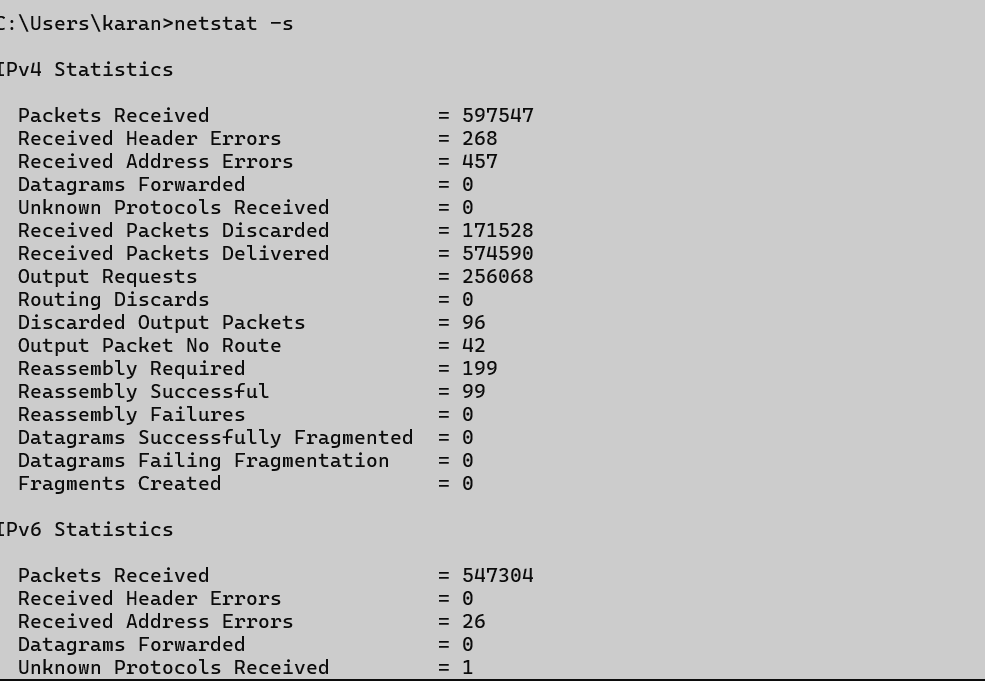 C:\Users\karan>netstat -s
IPv4 Statistics
Packets Received = 597547
Received Header Errors = 268
Received Address Errors = 457
Datagrams Forwarded = 0
Unknown Protocols Received = 0
Received Packets Discarded = 171528
Received Packets Delivered = 574590
Output Requests = 256068
Routing Discards = 0
Discarded Output Packets = 96
Output Packet No Route = 42
Reassembly Required = 199
Reassembly Successful = 99
Reassembly Failures = 0
Datagrams Successfully Fragmented = 0
Datagrams Failing Fragmentation = 0
Fragments Created = 0
IPv6 Statistics
Packets Received = 547304
Received Header Errors = 0
Received Address Errors = 26
Datagrams Forwarded = 0
Unknown Protocols Received = 1